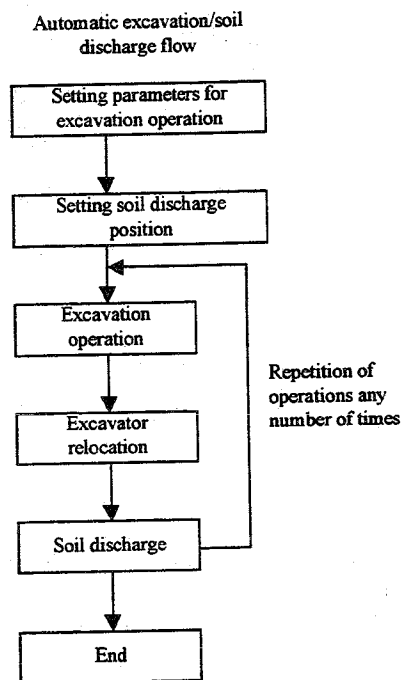 Automatic excavation/soil
discharge flow
Setting parameters for
excavation operation
Setting soil discharge
position
Excavation
operation
Repetition of
operations any
number of times
Excavator
relocation
Soil discharge
End